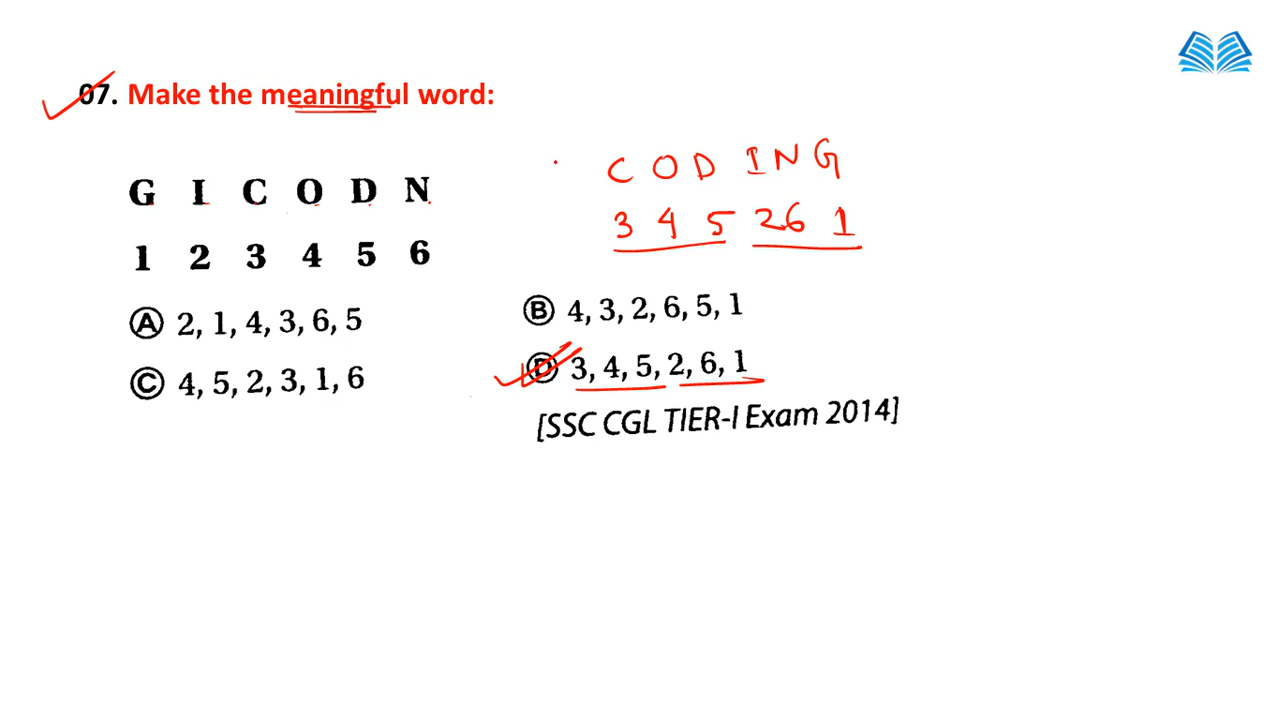 07. Make the meaningful word:
C O D I N G
G I C O D N
3 4 5 2 6 1
1 2 3 4 5 6
A 2, 1, 4, 3, 6, 5
B 4, 3, 2, 6, 5, 1
C 4, 5, 2, 3, 1, 6
D 3, 4, 5, 2, 6, 1
[SSC CGL TIER-I Exam 2014]